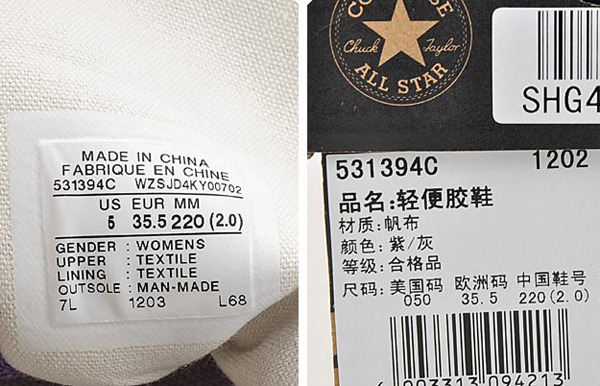 MADE IN CHINA
FABRIQUE EN CHINE
531394C WZSJD4KY00702
US EUR MM
5 35.5 220 (2.0)
GENDER : WOMENS
UPPER : TEXTILE
LINING : TEXTILE
OUTSOLE : MAN-MADE
7L 1203 L68
Chuck Taylor
ALL STAR
SHG4
531394C 1202
品名:轻便胶鞋
材质:帆布
颜色:紫/灰
等级:合格品
尺码:美国码 欧洲码 中国鞋号
050 35.5 220(2.0)